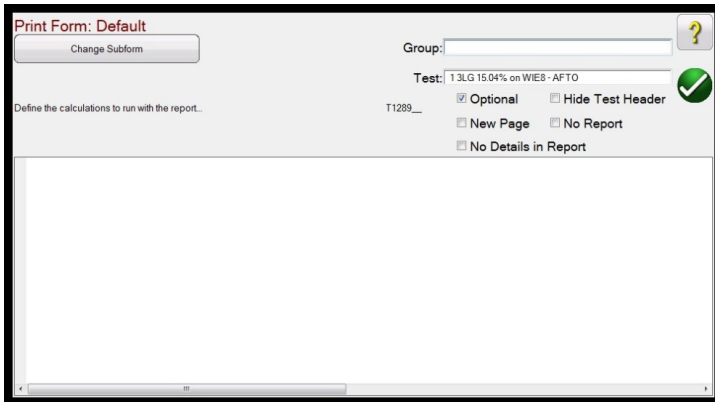 Print Form: Default
Change Subform
Group:
Test: 1 3LG 15.04% on WIE8 - AFTO
Optional Hide Test Header
Define the calculations to run with the report... T1289__
New Page No Report
No Details in Report